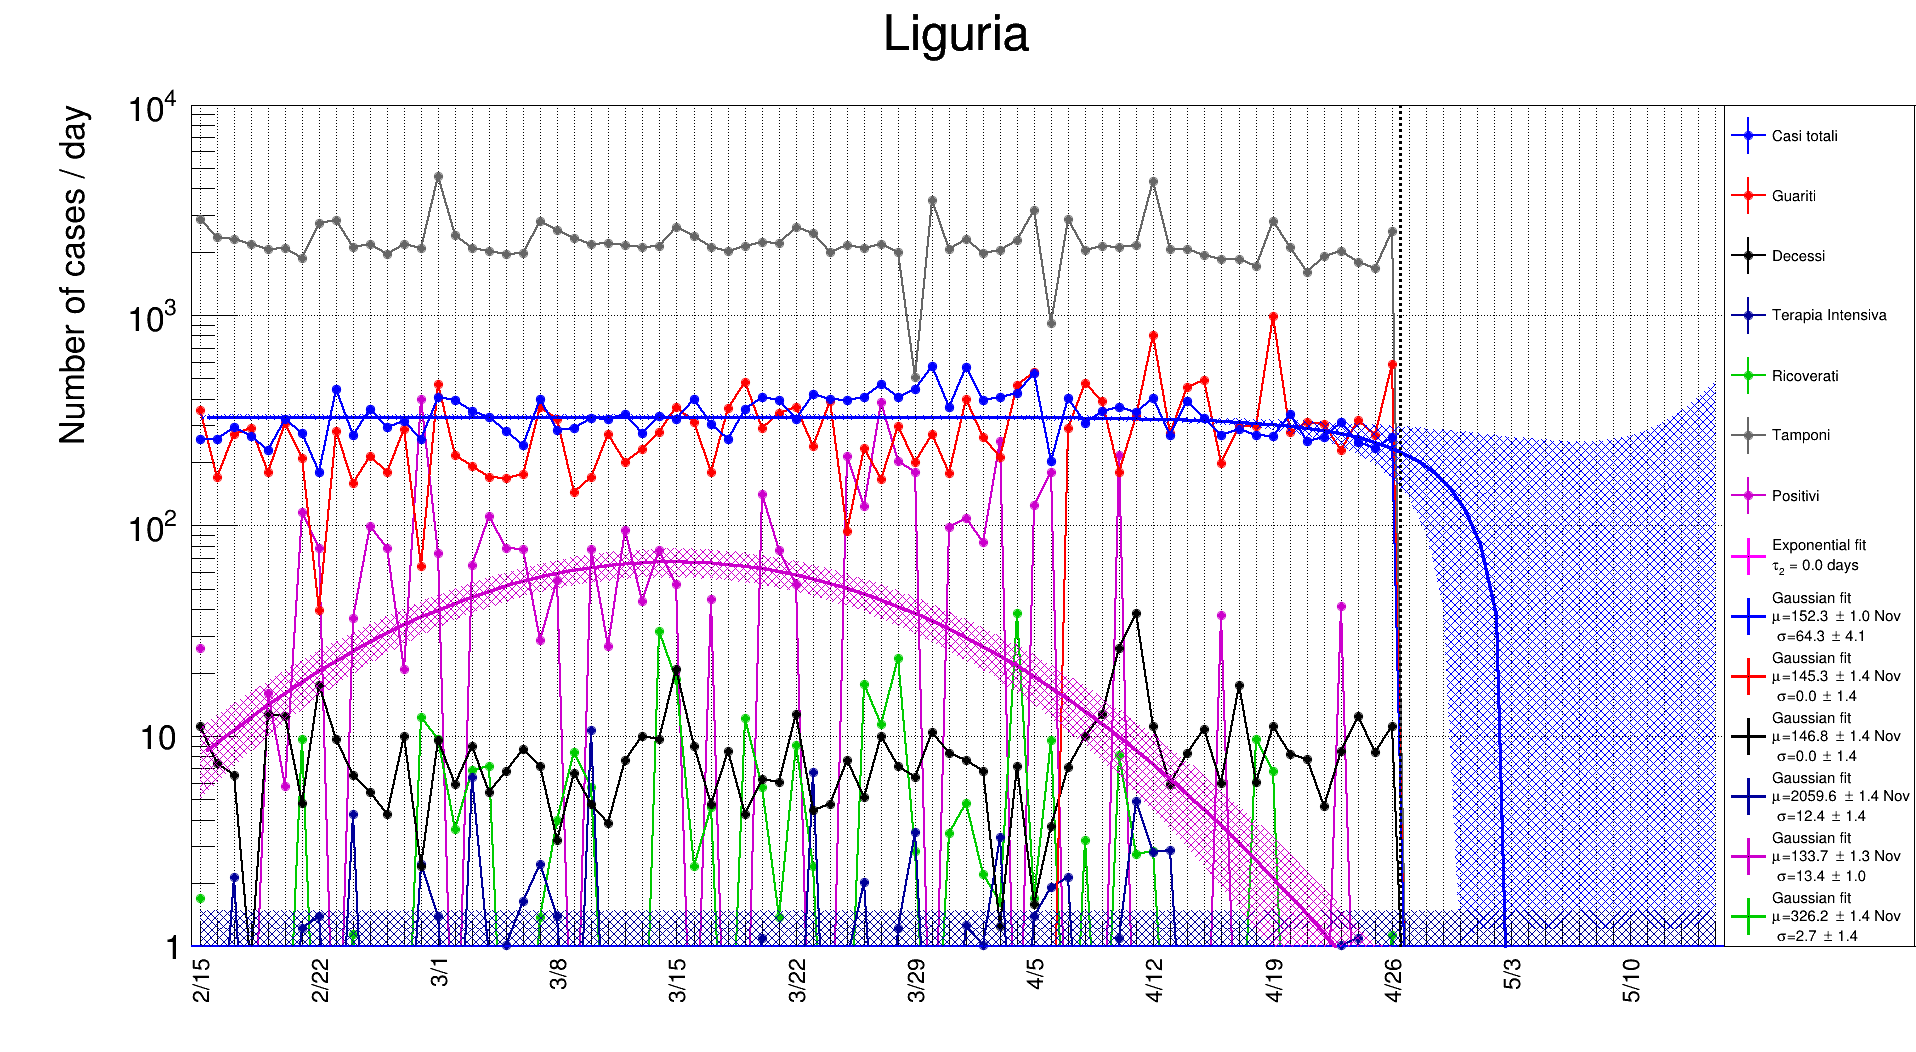 Liguria
Number of cases / day
10^4
10^3
10^2
10
1
2/15
2/22
3/1
3/8
3/15
3/22
3/29
4/5
4/12
4/19
4/26
5/3
5/10
Casi totali
Guariti
Decessi
Terapia Intensiva
Ricoverati
Tamponi
Positivi
Exponential fit
τ₂ = 0.0 days
Gaussian fit
μ=152.3 ± 1.0 Nov
σ=64.3 ± 4.1
Gaussian fit
μ=145.3 ± 1.4 Nov
σ=0.0 ± 1.4
Gaussian fit
μ=146.8 ± 1.4 Nov
σ=0.0 ± 1.4
Gaussian fit
μ=2059.6 ± 1.4 Nov
σ=12.4 ± 1.4
Gaussian fit
μ=133.7 ± 1.3 Nov
σ=13.4 ± 1.0
Gaussian fit
μ=326.2 ± 1.4 Nov
σ=2.7 ± 1.4